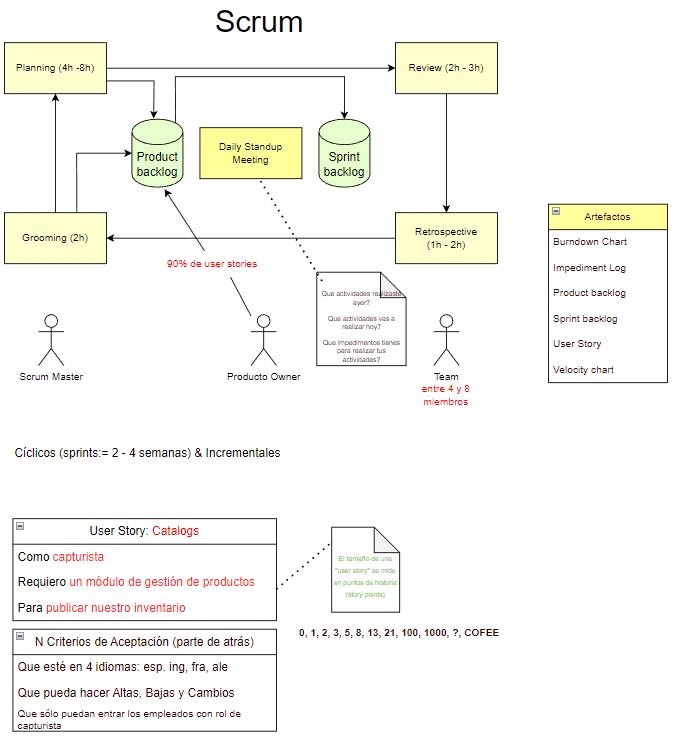 Scrum
Planning (4h -8h)
Review (2h - 3h)
Product
backlog
Daily Standup
Meeting
Sprint
backlog
Grooming (2h)
Retrospective
(1h - 2h)
90% de user stories
Que actividades realizaste
ayer?
Que actividades vas a
realizar hoy?
Que impedimentos tienes
para realizar tus
actividades?
Scrum Master
Producto Owner
Team
entre 4 y 8
miembros
Artefactos
Burndown Chart
Impediment Log
Product backlog
Sprint backlog
User Story
Velocity chart
Cíclicos (sprints:= 2 - 4 semanas) & Incrementales
User Story: Catalogs
Como capturista
Requiero un módulo de gestión de productos
Para publicar nuestro inventario
El tamaño de una
"user story" se mide
en puntos de historia
(story points)
0, 1, 2, 3, 5, 8, 13, 21, 100, 1000, ?, COFEE
N Criterios de Aceptación (parte de atrás)
Que esté en 4 idiomas: esp. ing, fra, ale
Que pueda hacer Altas, Bajas y Cambios
Que sólo puedan entrar los empleados con rol de
capturista